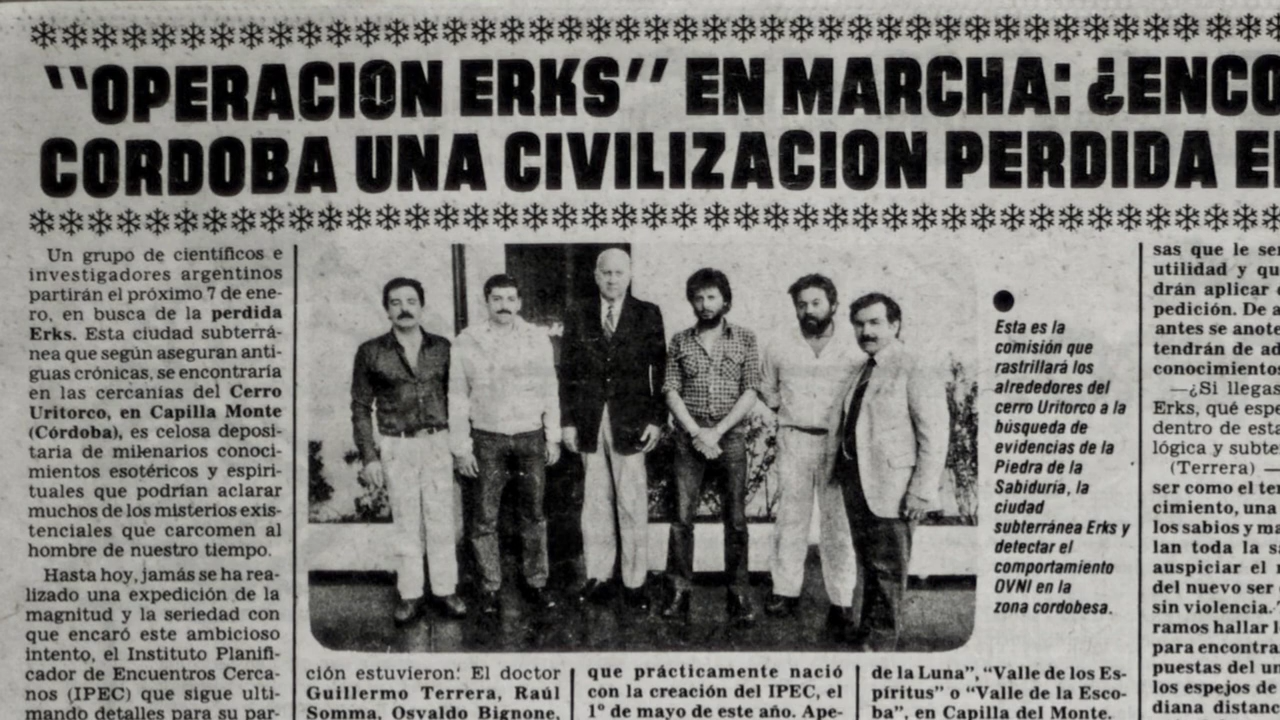 "OPERACION ERKS" EN MARCHA: ¿ENCO
CORDOBA UNA CIVILIZACION PERDIDA E
Un grupo de científicos e
investigadores argentinos
partirán el próximo 7 de ene-
ro, en busca de la perdida
Erks. Esta ciudad subterrá-
nea que según aseguran anti-
guas crónicas, se encontraría
en las cercanías del Cerro
Uritorco, en Capilla Monte
(Córdoba), es celosa deposi-
taria de milenarios conoci-
mientos esotéricos y espiri-
tuales que podrían aclarar
muchos de los misterios exis-
tenciales que carcomen al
hombre de nuestro tiempo.
Hasta hoy, jamás se ha rea-
lizado una expedición de la
magnitud y la seriedad con
que encaró este ambicioso
intento, el Instituto Planifi-
cador de Encuentros Cerca-
nos (IPEC) que sigue ulti-
mando detalles para su par-
Esta es la
comisión que
rastrillará los
alrededores del
cerro Uritorco a la
búsqueda de
evidencias de la
Piedra de la
Sabiduría, la
ciudad
subterránea Erks y
detectar el
comportamiento
OVNI en la
zona cordobesa.
ción estuvieron: El doctor
Guillermo Terrera, Raúl
Somma, Osvaldo Bignone,
que prácticamente nació
con la creación del IPEC, el
1º de mayo de este año. Ape-
de la Luna", "Valle de los Es-
píritus" o "Valle de la Esco-
ba", en Capilla del Monte.
sas que le se
utilidad y qu
drán aplicar
pedición. De a
antes se anote
tendrán de ad
conocimientos
—¿Si llegas
Erks, qué esp
dentro de esta
lógica y subte
(Terrera) —
ser como el te
cimiento, una
los sabios y ma
lan toda la s
auspiciar el
del nuevo ser
sin violencia.
ramos hallar l
para encontra
puestas del un
los espejos de
diana distanc